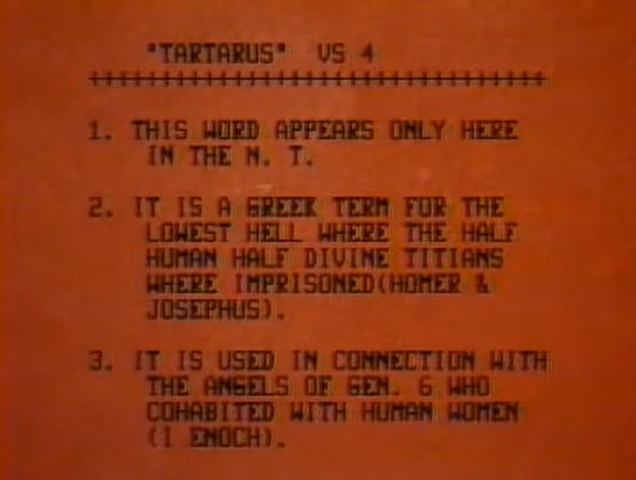 "TARTARUS" VS 4
++++++++++++++++++++++++++++++++
1. THIS WORD APPEARS ONLY HERE
IN THE N. T.
2. IT IS A GREEK TERM FOR THE
LOWEST HELL WHERE THE HALF
HUMAN HALF DIVINE TITIANS
WHERE IMPRISONED(HOMER &
JOSEPHUS).
3. IT IS USED IN CONNECTION WITH
THE ANGELS OF GEN. 6 WHO
COHABITED WITH HUMAN WOMEN
(1 ENOCH).